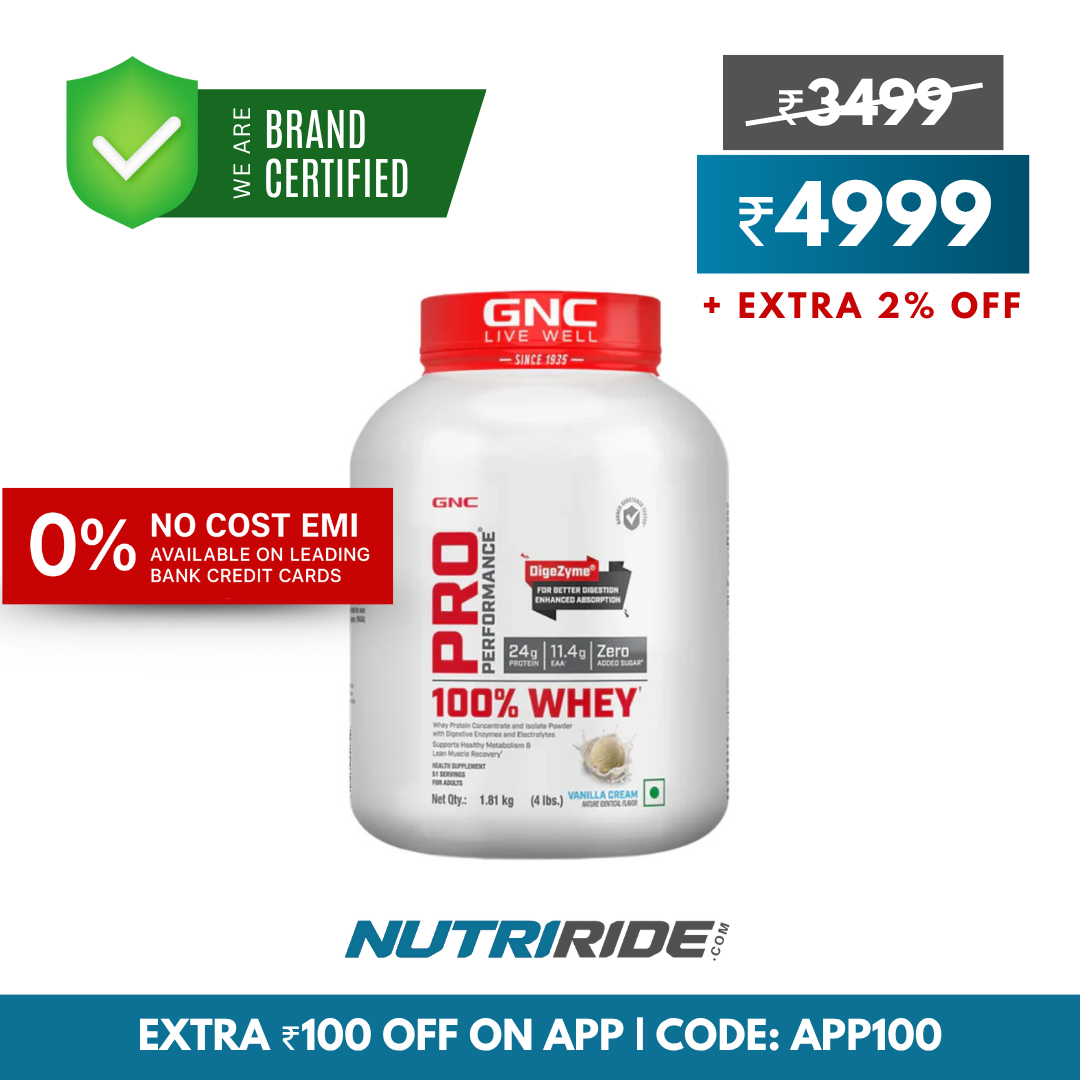 WE ARE
BRAND
CERTIFIED
₹3499
₹4999
+ EXTRA 2% OFF
GNC
LIVE WELL
— SINCE 1935 —
0%
NO COST EMI
AVAILABLE ON LEADING
BANK CREDIT CARDS
GNC
PRO
PERFORMANCE®
DigeZyme®
FOR BETTER DIGESTION
ENHANCED ABSORPTION
24g
PROTEIN
11.4g
EAA
Zero
ADDED SUGAR
100% WHEY
Whey Protein Concentrate and Isolate Powder
with Digestive Enzymes and Electrolytes
Supports Healthy Metabolism &
Lean Muscle Recovery
HEALTH SUPPLEMENT
51 SERVINGS
FOR ADULTS
Net Qty.: 1.81 kg (4 lbs.)
VANILLA CREAM
NATURE IDENTICAL FLAVOR
NUTRIRIDE.COM
EXTRA ₹100 OFF ON APP | CODE: APP100